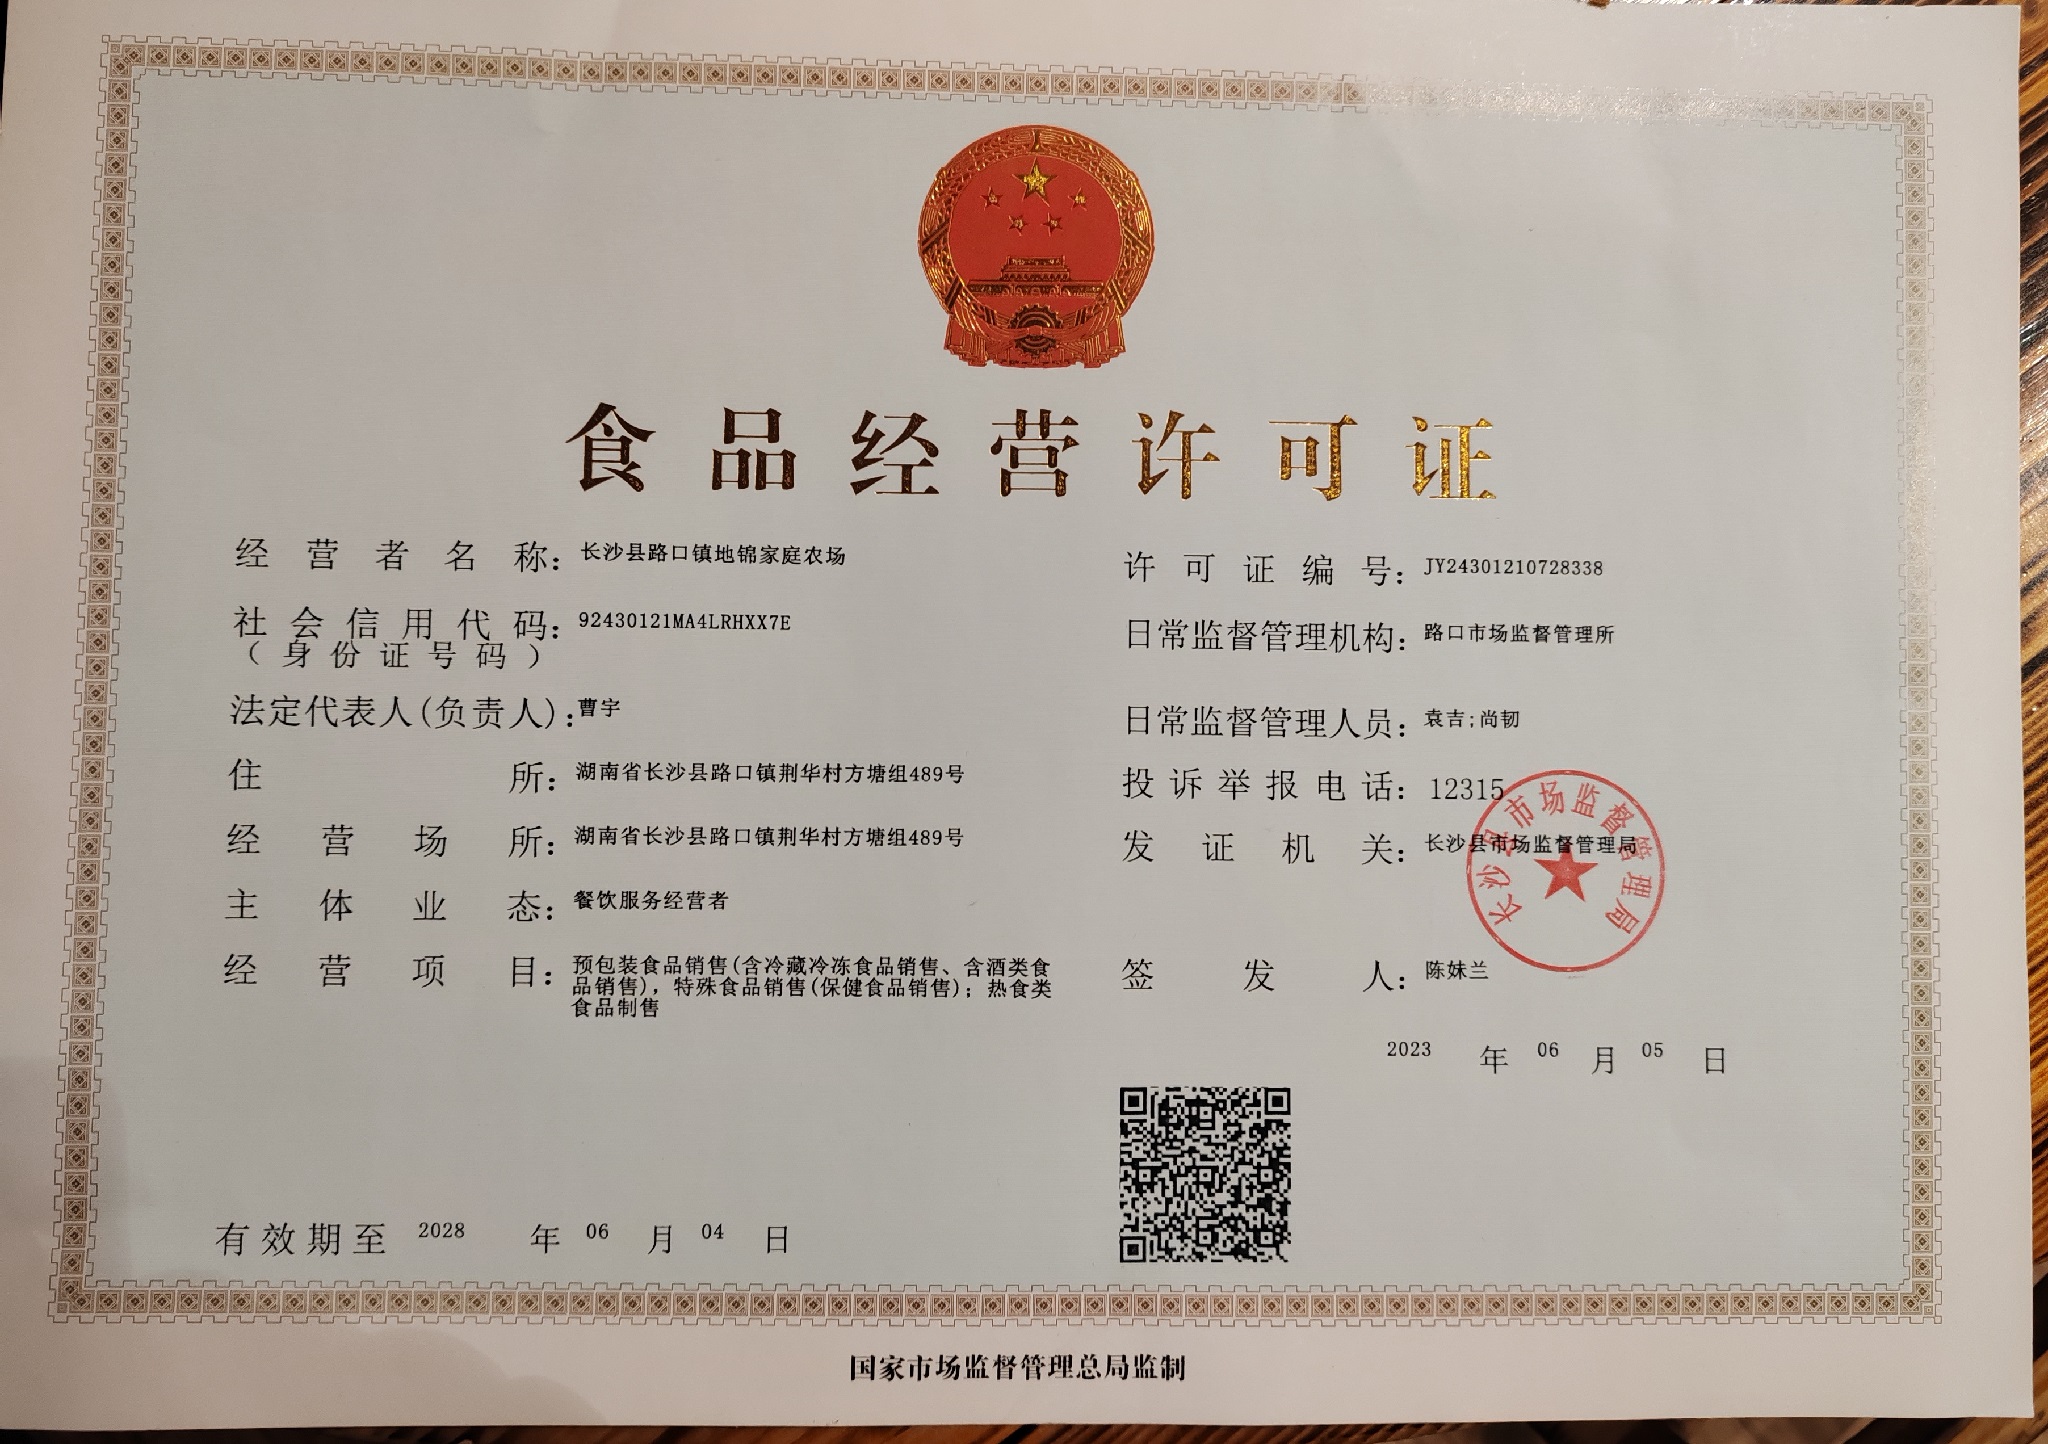 食品经营许可证
经营者名称：长沙县路口镇地锦家庭农场
社会信用代码：92430121MA4LRHXX7E
（身份证号码）
法定代表人(负责人)：曹宇
住所：湖南省长沙县路口镇荆华村方塘组489号
经营场所：湖南省长沙县路口镇荆华村方塘组489号
主体业态：餐饮服务经营者
经营项目：预包装食品销售(含冷藏冷冻食品销售、含酒类食
品销售)，特殊食品销售(保健食品销售)；热食类
食品制售
许可证编号：JY24301210728338
日常监督管理机构：路口市场监督管理所
日常监督管理人员：袁吉;尚韧
投诉举报电话：12315
发证机关：长沙县市场监督管理局
长沙县市场监督管理局
签发人：陈妹兰
2023年06月05日
有效期至2028年06月04日
国家市场监督管理总局监制